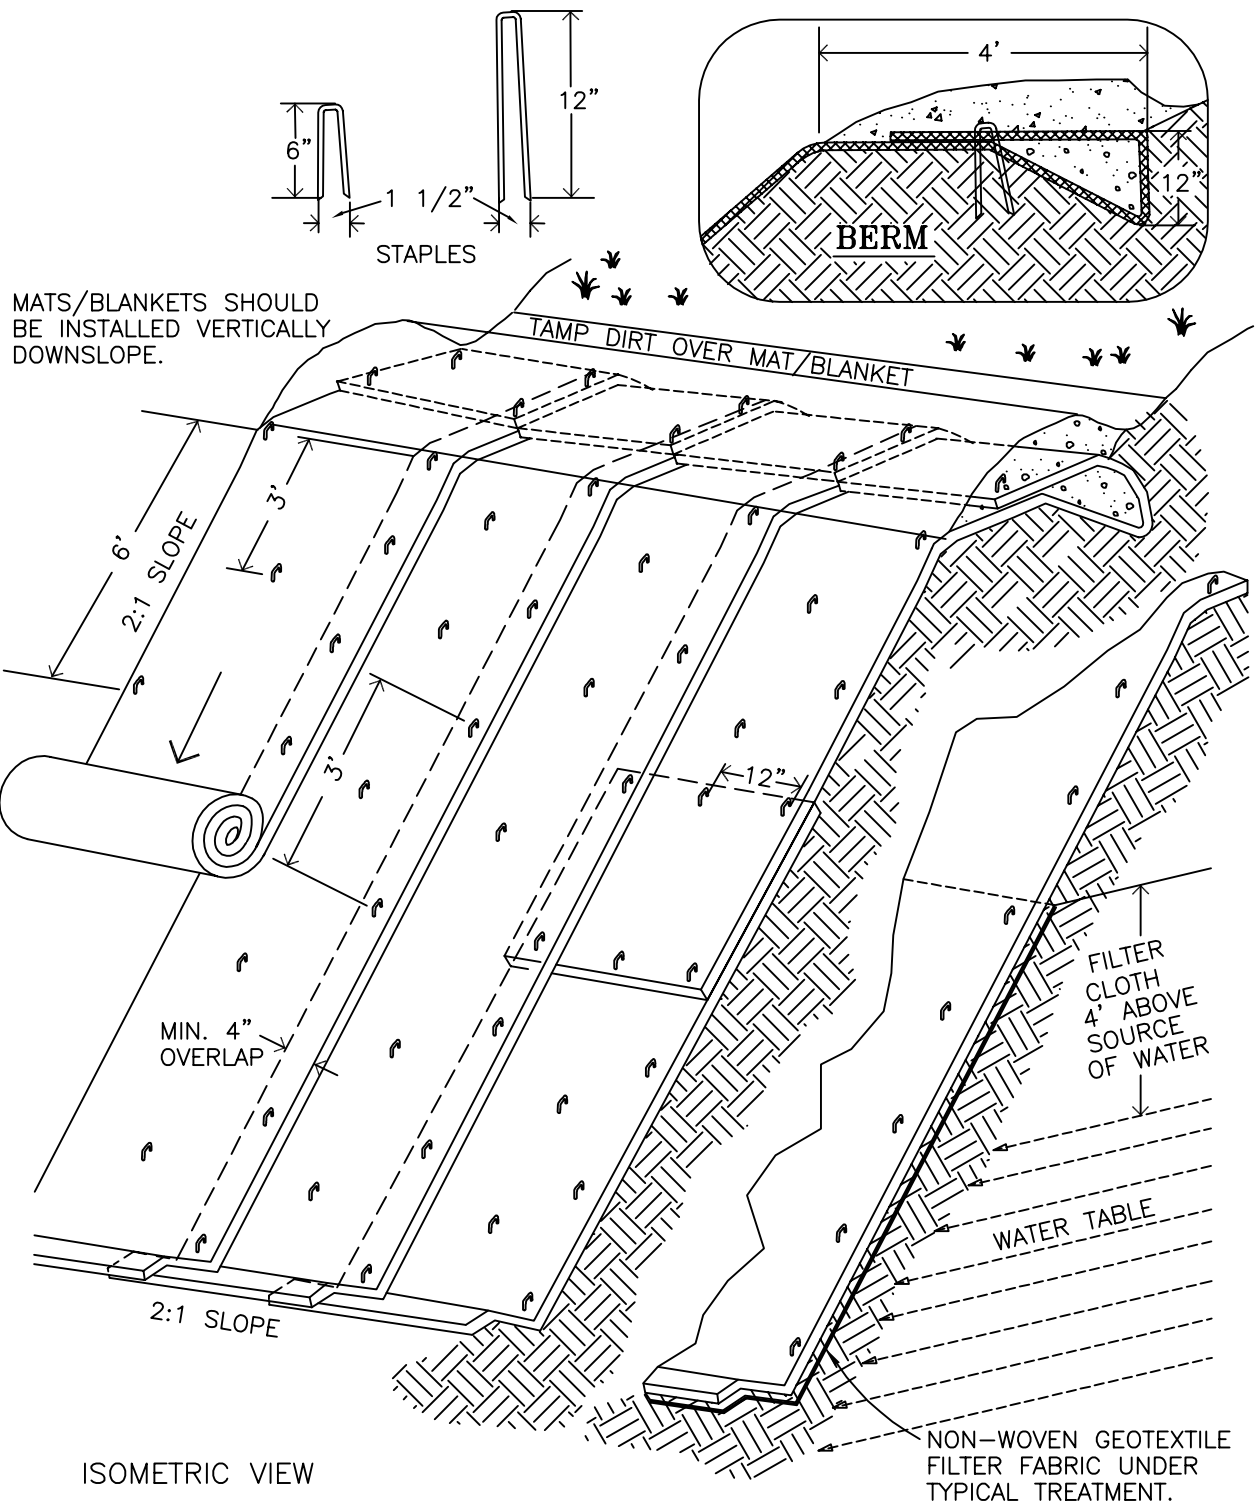 12”
6”
1 1/2”
STAPLES
4’
12”
BERM
MATS/BLANKETS SHOULD
BE INSTALLED VERTICALLY
DOWNSLOPE.
TAMP DIRT OVER MAT/BLANKET
6’
3’
2:1 SLOPE
3’
12”
MIN. 4”
OVERLAP
FILTER
CLOTH
4’ ABOVE
SOURCE
OF WATER
WATER TABLE
2:1 SLOPE
ISOMETRIC VIEW
NON-WOVEN GEOTEXTILE
FILTER FABRIC UNDER
TYPICAL TREATMENT.